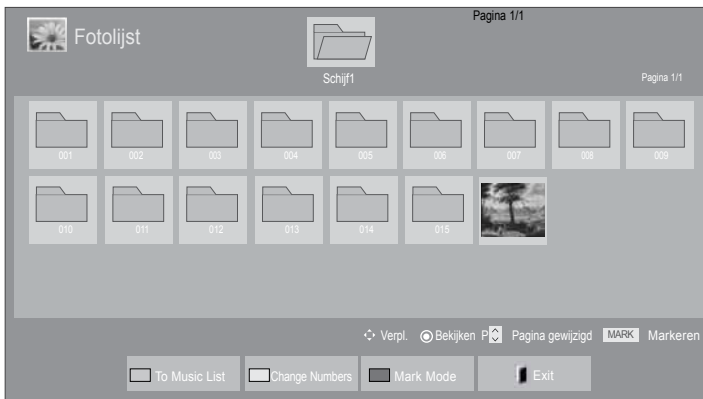 Pagina 1/1
Fotolijst
Schijf1
Pagina 1/1
001 002 003 004 005 006 007 008 009
010 011 012 013 014 015
Verpl. Bekijken P Pagina gewijzigd MARK Markeren
To Music List Change Numbers Mark Mode Exit